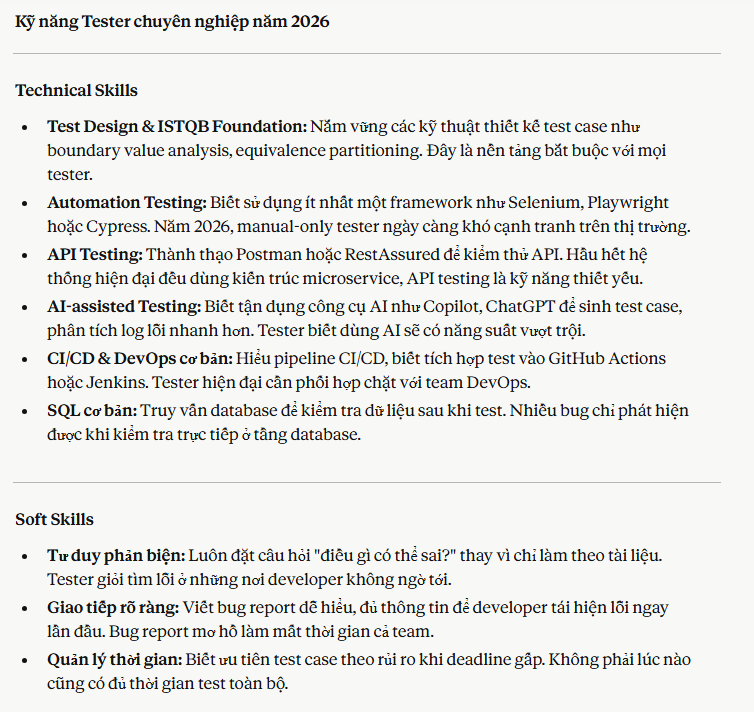 Kỹ năng Tester chuyên nghiệp năm 2026
Technical Skills
• Test Design & ISTQB Foundation: Nắm vững các kỹ thuật thiết kế test case như
boundary value analysis, equivalence partitioning. Đây là nền tảng bắt buộc với mọi
tester.
• Automation Testing: Biết sử dụng ít nhất một framework như Selenium, Playwright
hoặc Cypress. Năm 2026, manual-only tester ngày càng khó cạnh tranh trên thị trường.
• API Testing: Thành thạo Postman hoặc RestAssured để kiểm thử API. Hầu hết hệ
thống hiện đại đều dùng kiến trúc microservice, API testing là kỹ năng thiết yếu.
• AI-assisted Testing: Biết tận dụng công cụ AI như Copilot, ChatGPT để sinh test case,
phân tích log lỗi nhanh hơn. Tester biết dùng AI sẽ có năng suất vượt trội.
• CI/CD & DevOps cơ bản: Hiểu pipeline CI/CD, biết tích hợp test vào GitHub Actions
hoặc Jenkins. Tester hiện đại cần phối hợp chặt với team DevOps.
• SQL cơ bản: Truy vấn database để kiểm tra dữ liệu sau khi test. Nhiều bug chỉ phát hiện
được khi kiểm tra trực tiếp ở tầng database.
Soft Skills
• Tư duy phản biện: Luôn đặt câu hỏi "điều gì có thể sai?" thay vì chỉ làm theo tài liệu.
Tester giỏi tìm lỗi ở những nơi developer không ngờ tới.
• Giao tiếp rõ ràng: Viết bug report dễ hiểu, đủ thông tin để developer tái hiện lỗi ngay
lần đầu. Bug report mơ hồ làm mất thời gian cả team.
• Quản lý thời gian: Biết ưu tiên test case theo rủi ro khi deadline gấp. Không phải lúc nào
cũng có đủ thời gian test toàn bộ.